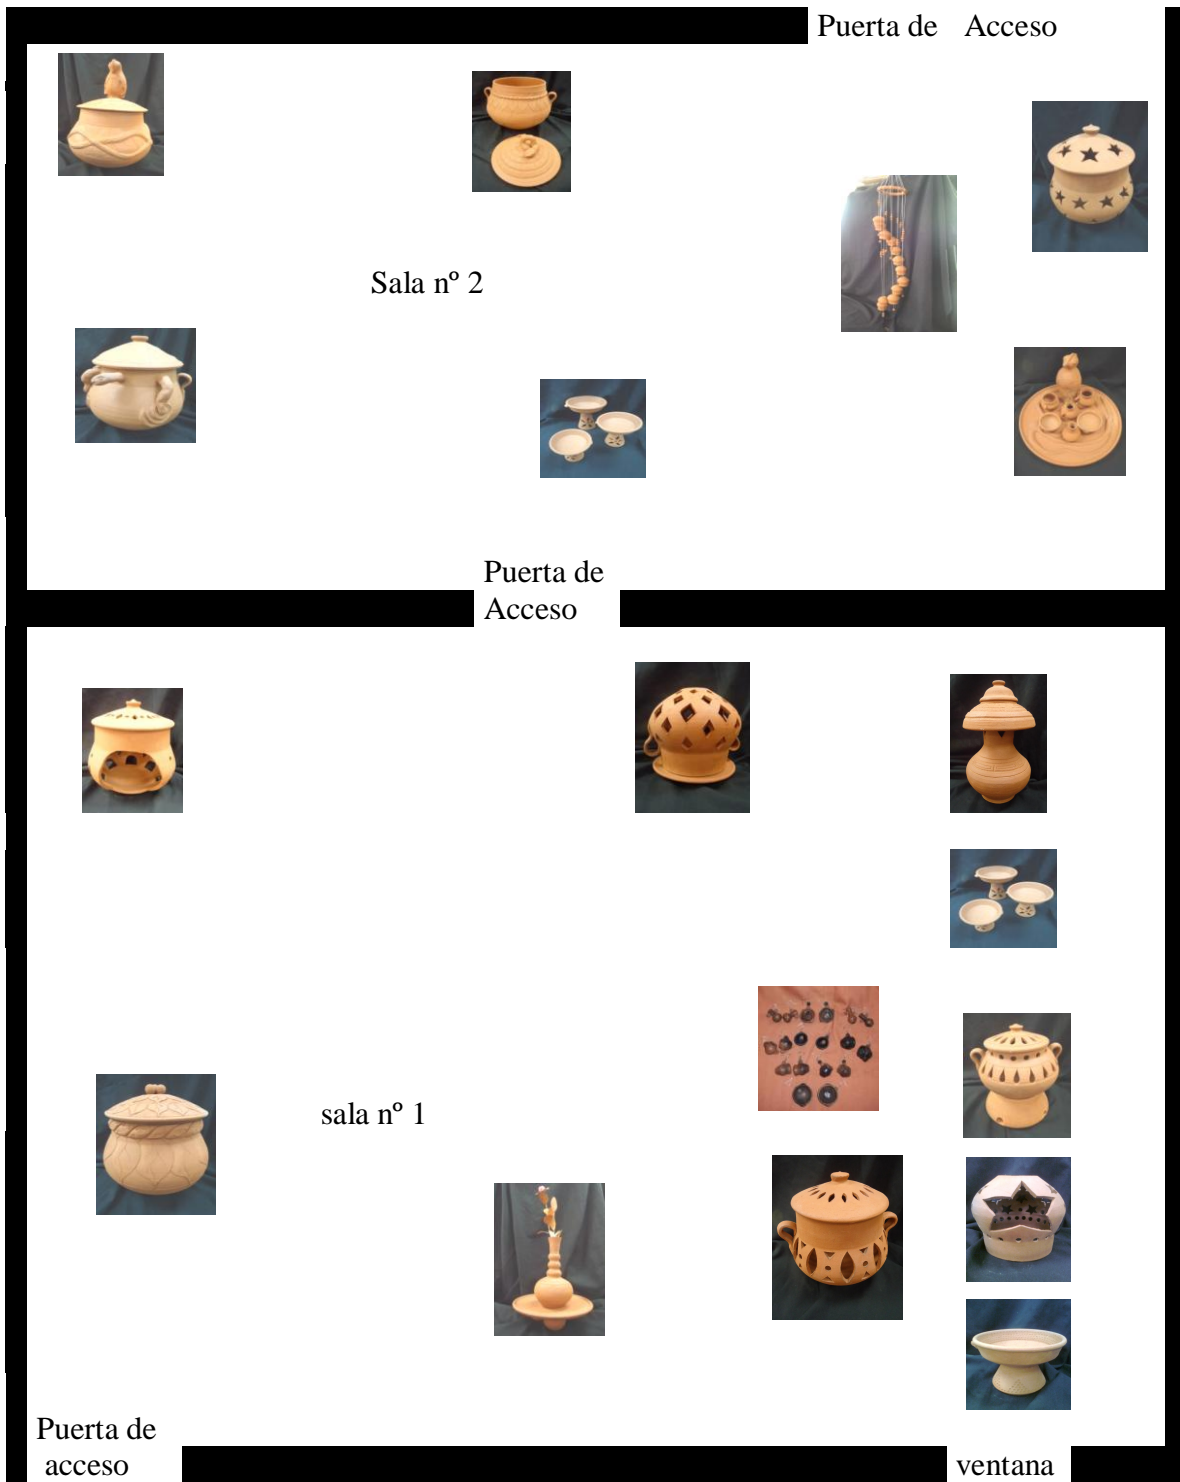 Puerta de Acceso
Sala nº 2
Puerta de
Acceso
sala nº 1
Puerta de
acceso
ventana